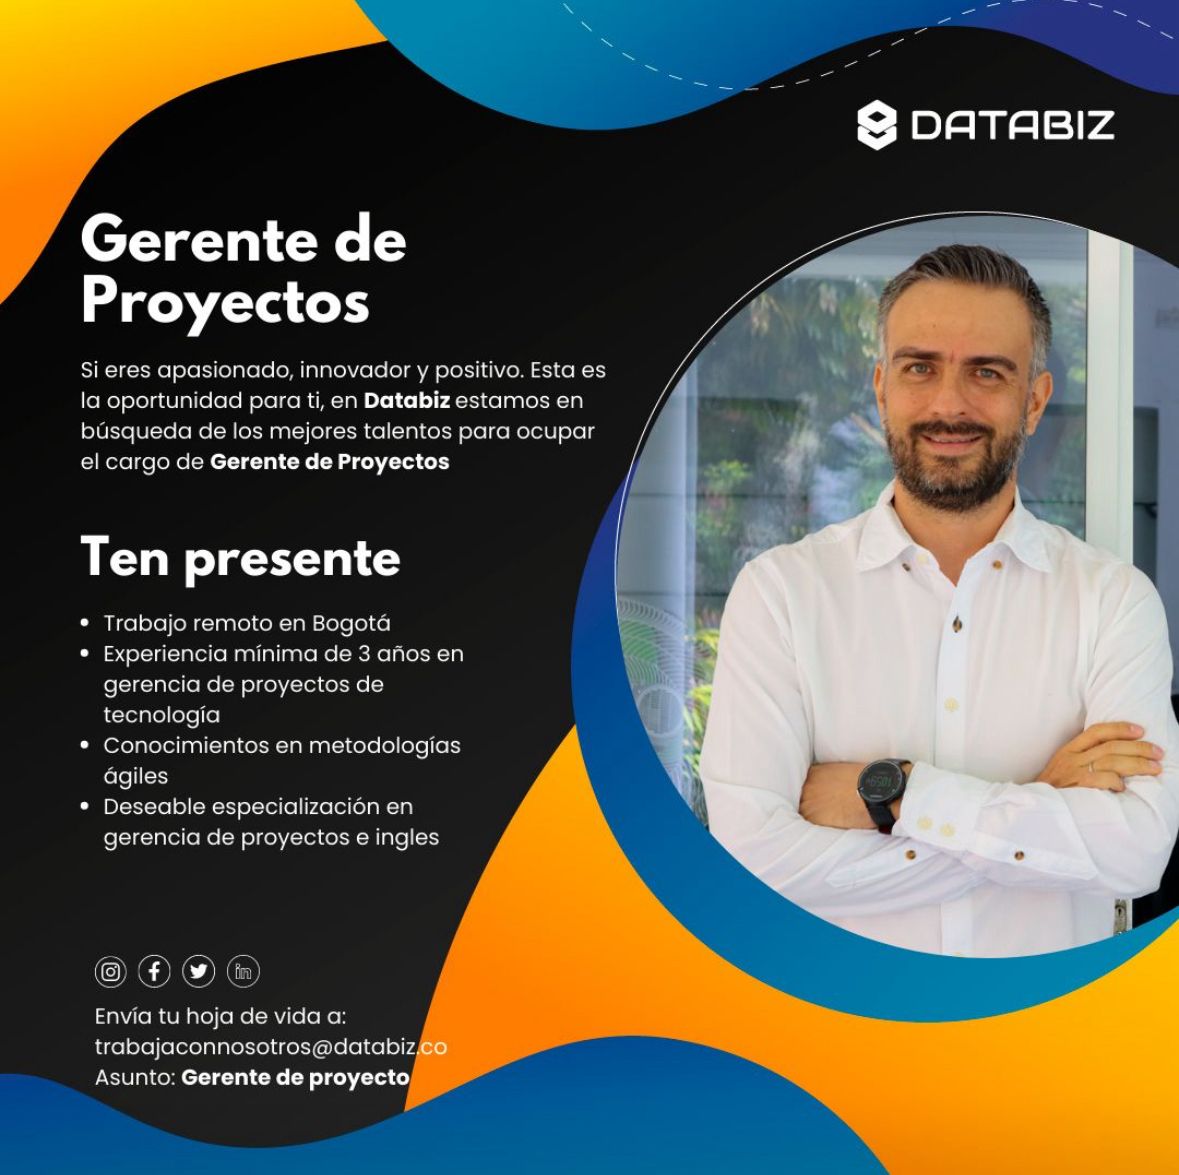 DATABIZ
Gerente de
Proyectos
Si eres apasionado, innovador y positivo. Esta es
la oportunidad para ti, en Databiz estamos en
búsqueda de los mejores talentos para ocupar
el cargo de Gerente de Proyectos
Ten presente
• Trabajo remoto en Bogotá
• Experiencia mínima de 3 años en
gerencia de proyectos de
tecnología
• Conocimientos en metodologías
ágiles
• Deseable especialización en
gerencia de proyectos e ingles
in
Envía tu hoja de vida a:
trabajaconnosotros@databiz.co
Asunto: Gerente de proyecto